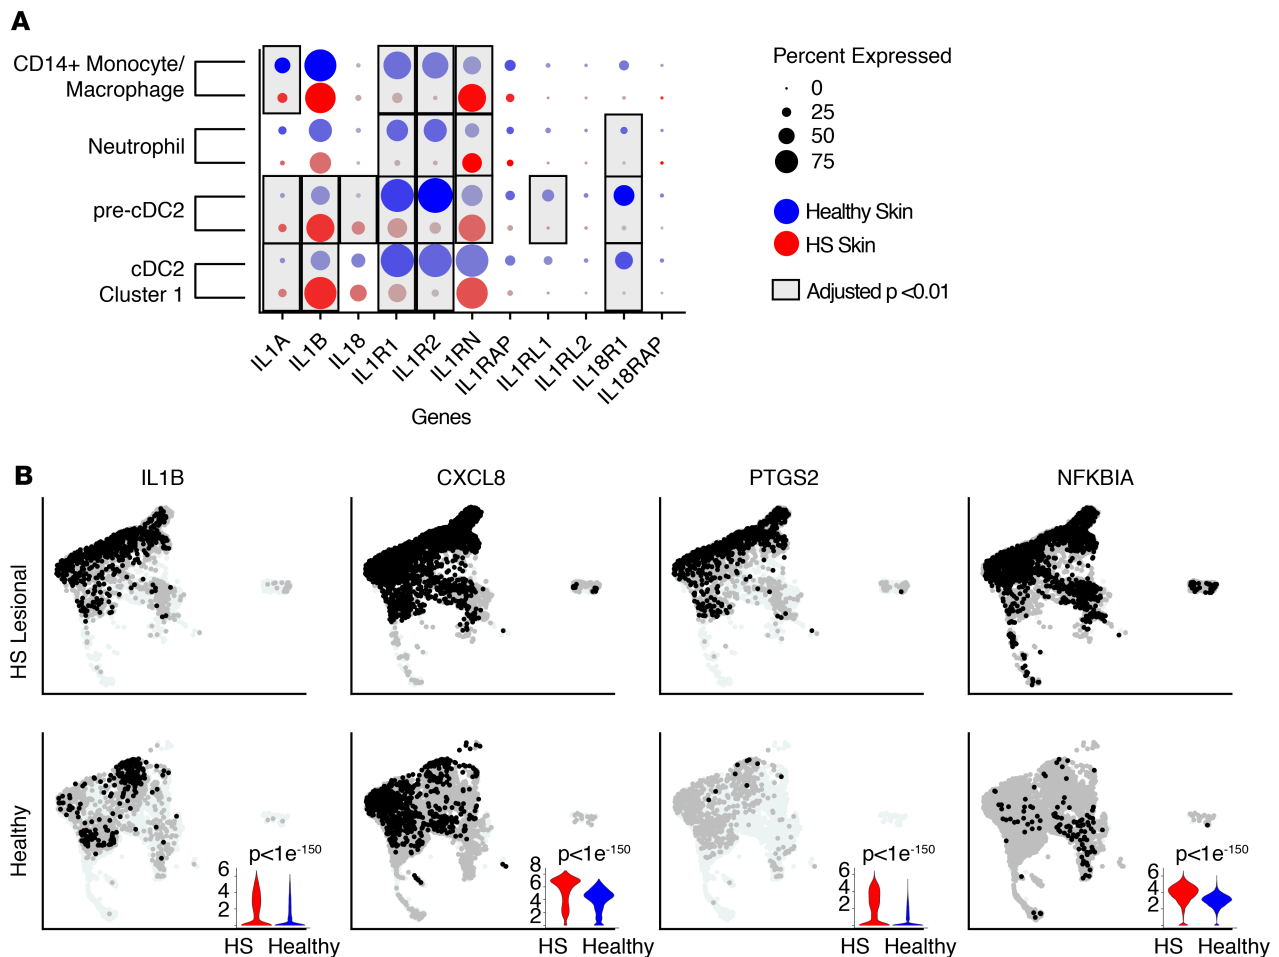 A
CD14+ Monocyte/
Macrophage
Neutrophil
pre-cDC2
cDC2
Cluster 1
IL1A
IL1B
IL18
IL1R1
IL1R2
IL1RN
IL1RAP
IL1RL1
IL1RL2
IL18R1
IL18RAP
Genes
Percent Expressed
0
25
50
75
Healthy Skin
HS Skin
Adjusted p <0.01
B
IL1B CXCL8 PTGS2 NFKBIA
HS Lesional
Healthy
p<1e-150
6
4
2
HS Healthy
p<1e-150
8
6
4
2
HS Healthy
p<1e-150
6
4
2
HS Healthy
p<1e-150
6
4
2
HS Healthy